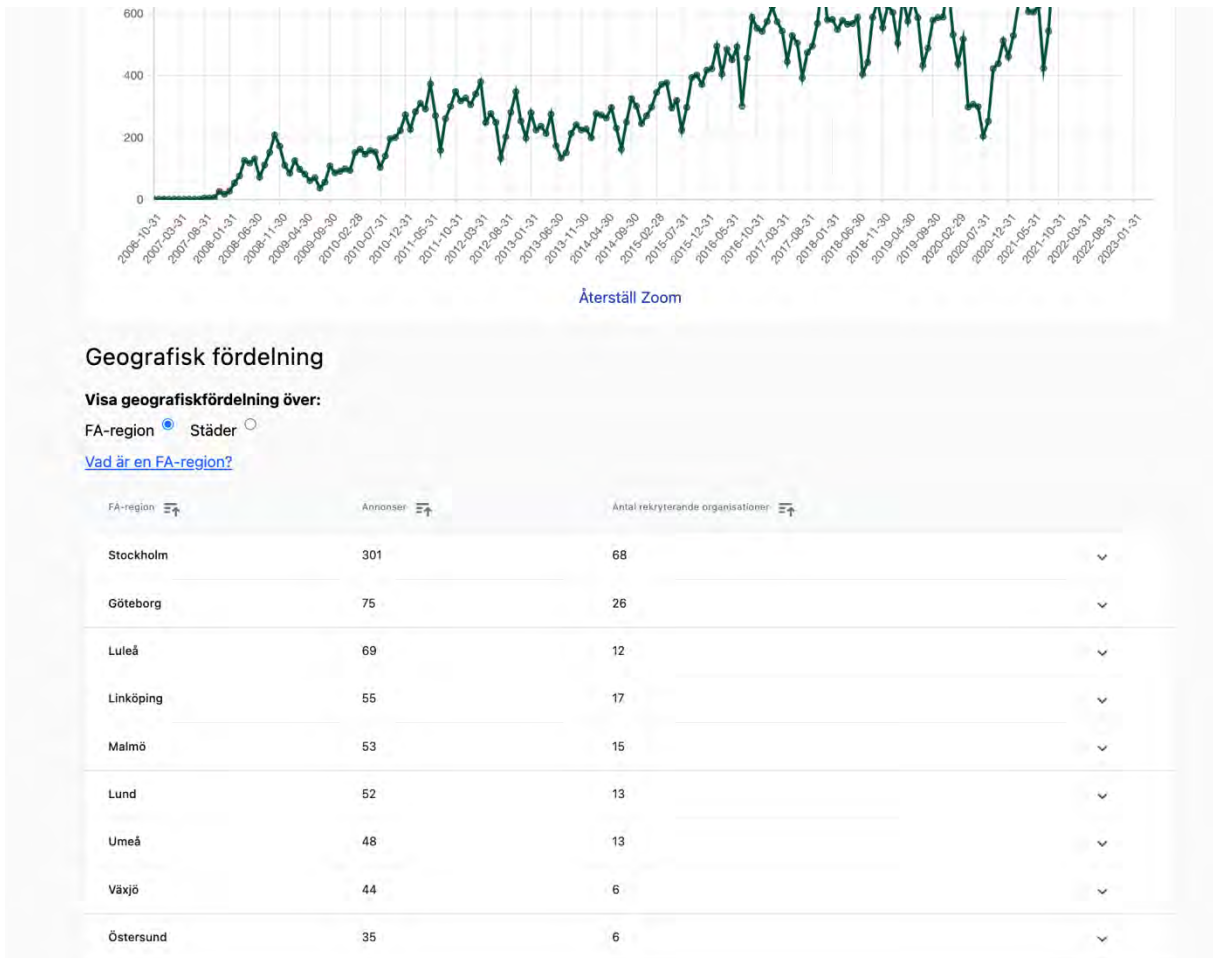 600
400
200
0
2006-10-31
2007-03-31
2007-08-31
2008-01-31
2008-06-30
2008-11-30
2009-04-30
2009-09-30
2010-02-28
2010-07-31
2010-12-31
2011-05-31
2011-10-31
2012-03-31
2012-08-31
2013-01-31
2013-06-30
2013-11-30
2014-04-30
2014-09-30
2015-02-28
2015-07-31
2015-12-31
2016-05-31
2016-10-31
2017-03-31
2017-08-31
2018-01-31
2018-06-30
2018-11-30
2019-04-30
2019-09-30
2020-02-29
2020-07-31
2020-12-31
2021-05-31
2021-10-31
2022-03-31
2022-08-31
2023-01-31
Återställ Zoom
Geografisk fördelning
Visa geografiskfördelning över:
FA-region Städer
Vad är en FA-region?
FA-region Annonser Antal rekryterande organisationer
Stockholm 301 68
Göteborg 75 26
Luleå 69 12
Linköping 55 17
Malmö 53 15
Lund 52 13
Umeå 48 13
Växjö 44 6
Östersund 35 6